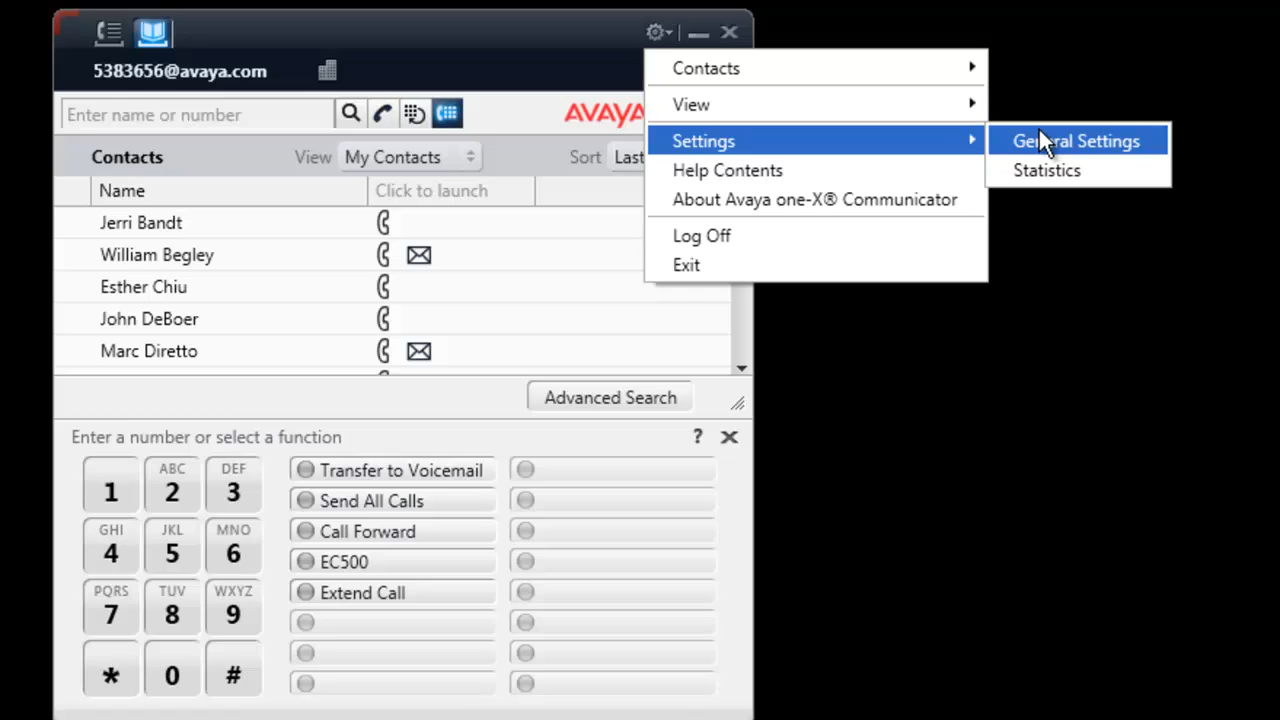 5383656@avaya.com
Enter name or number
AVAYA
Contacts
View
My Contacts
Sort
Last
Name
Click to launch
Jerri Bandt
William Begley
Esther Chiu
John DeBoer
Marc Diretto
Advanced Search
Contacts
View
Settings
Help Contents
About Avaya one-X® Communicator
Log Off
Exit
General Settings
Statistics
Enter a number or select a function
?
1
ABC
2
DEF
3
GHI
4
JKL
5
MNO
6
PQRS
7
TUV
8
WXYZ
9
*
0
#
Transfer to Voicemail
Send All Calls
Call Forward
EC500
Extend Call